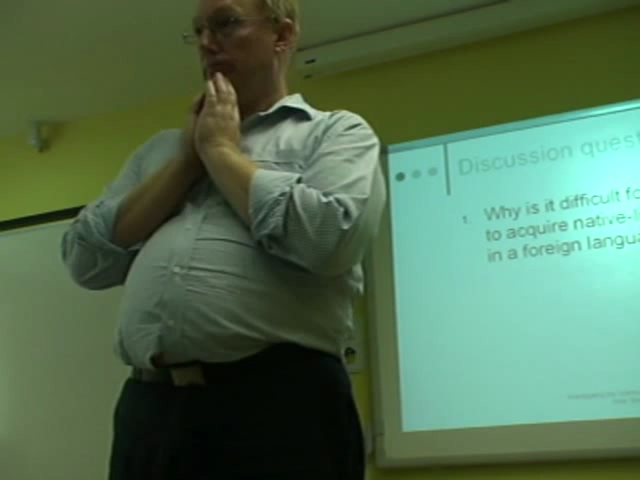 Discussion quest
1. Why is it difficult fo
to acquire native-
in a foreign langua